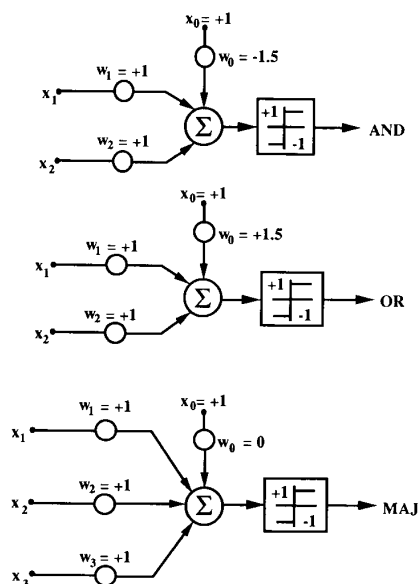 x0= +1
w1 = +1
w0 = -1.5
x1
Σ
+1
-1
AND
w2 = +1
x2
x0= +1
w1 = +1
w0 = +1.5
x1
Σ
+1
-1
OR
w2 = +1
x2
x0= +1
w1 = +1
w0 = 0
x1
w2 = +1
x2
Σ
+1
-1
MAJ
w3 = +1
x3